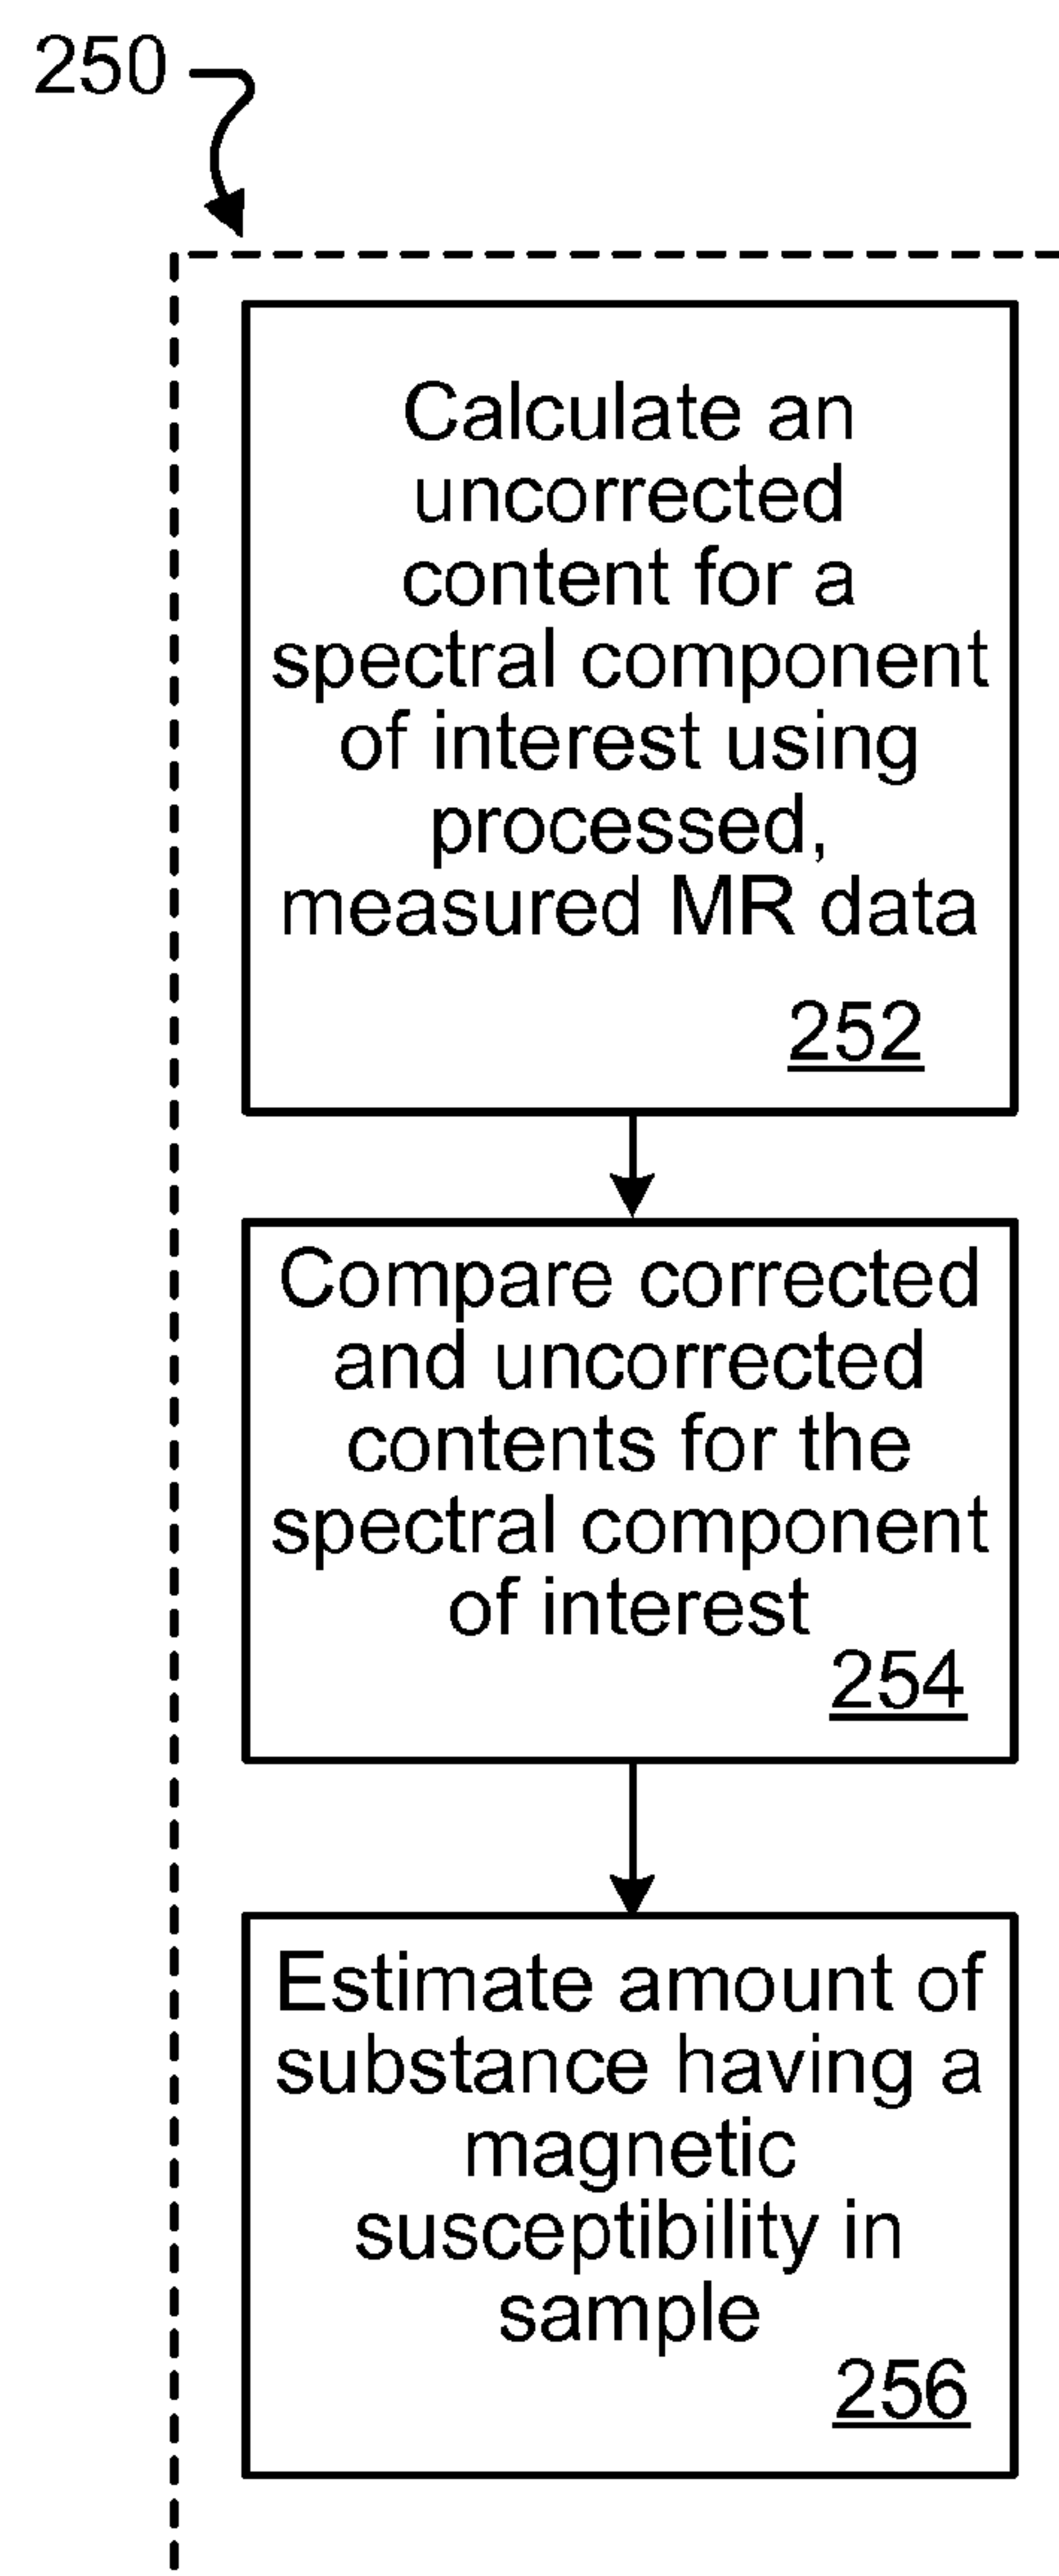 250
Calculate an
uncorrected
content for a
spectral component
of interest using
processed,
measured MR data
252
Compare corrected
and uncorrected
contents for the
spectral component
of interest
254
Estimate amount of
substance having a
magnetic
susceptibility in
sample
256